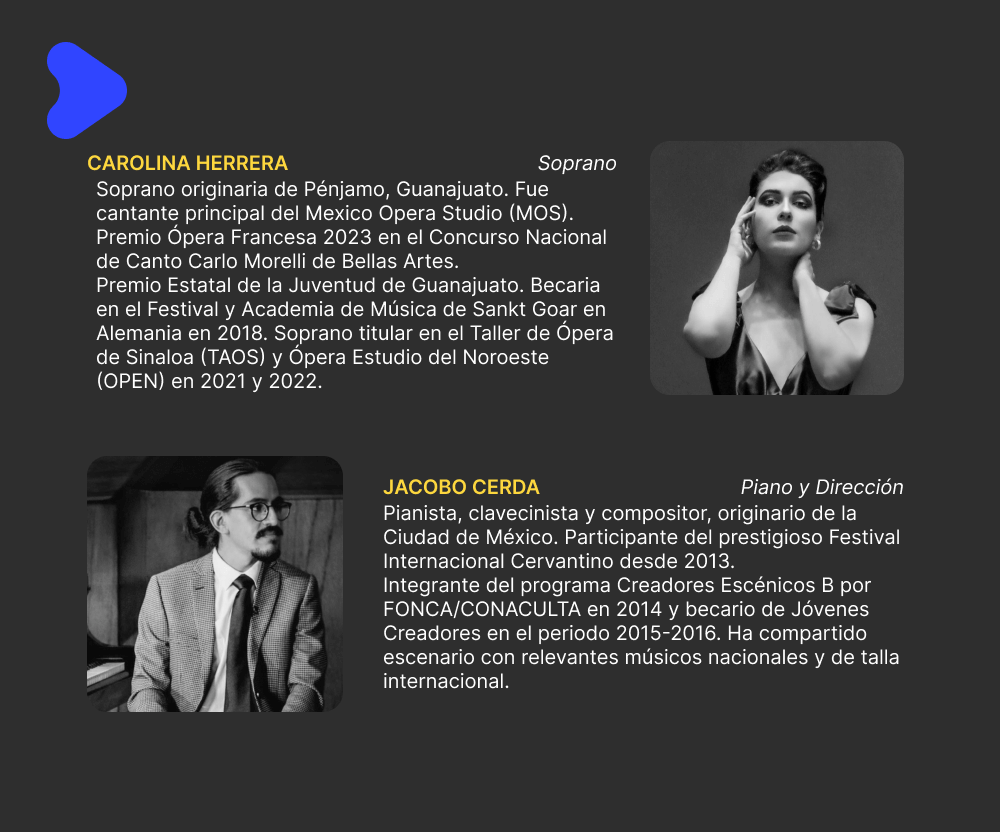 CAROLINA HERRERA
Soprano
Soprano originaria de Pénjamo, Guanajuato. Fue
cantante principal del Mexico Opera Studio (MOS).
Premio Ópera Francesa 2023 en el Concurso Nacional
de Canto Carlo Morelli de Bellas Artes.
Premio Estatal de la Juventud de Guanajuato. Becaria
en el Festival y Academia de Música de Sankt Goar en
Alemania en 2018. Soprano titular en el Taller de Ópera
de Sinaloa (TAOS) y Ópera Estudio del Noroeste
(OPEN) en 2021 y 2022.
JACOBO CERDA
Piano y Dirección
Pianista, clavecinista y compositor, originario de la
Ciudad de México. Participante del prestigioso Festival
Internacional Cervantino desde 2013.
Integrante del programa Creadores Escénicos B por
FONCA/CONACULTA en 2014 y becario de Jóvenes
Creadores en el periodo 2015-2016. Ha compartido
escenario con relevantes músicos nacionales y de talla
internacional.